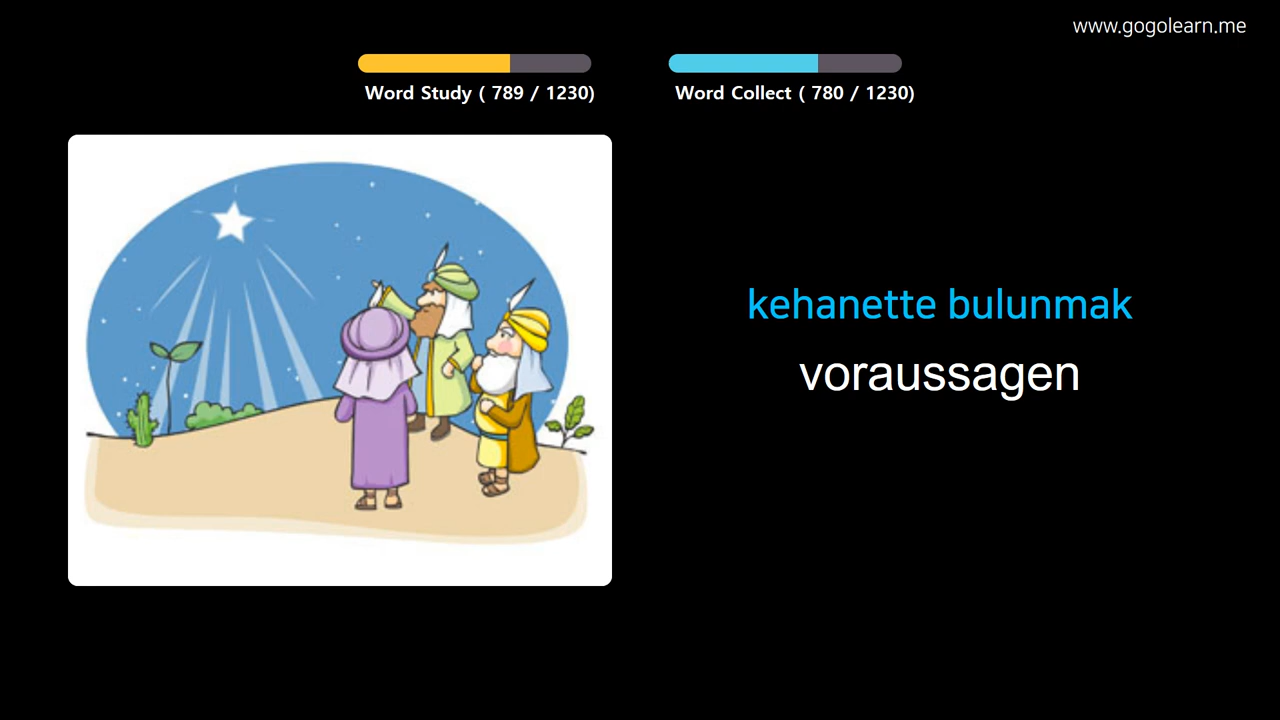 www.gogolearn.me
Word Study ( 789 / 1230)
Word Collect ( 780 / 1230)
kehanette bulunmak
voraussagen